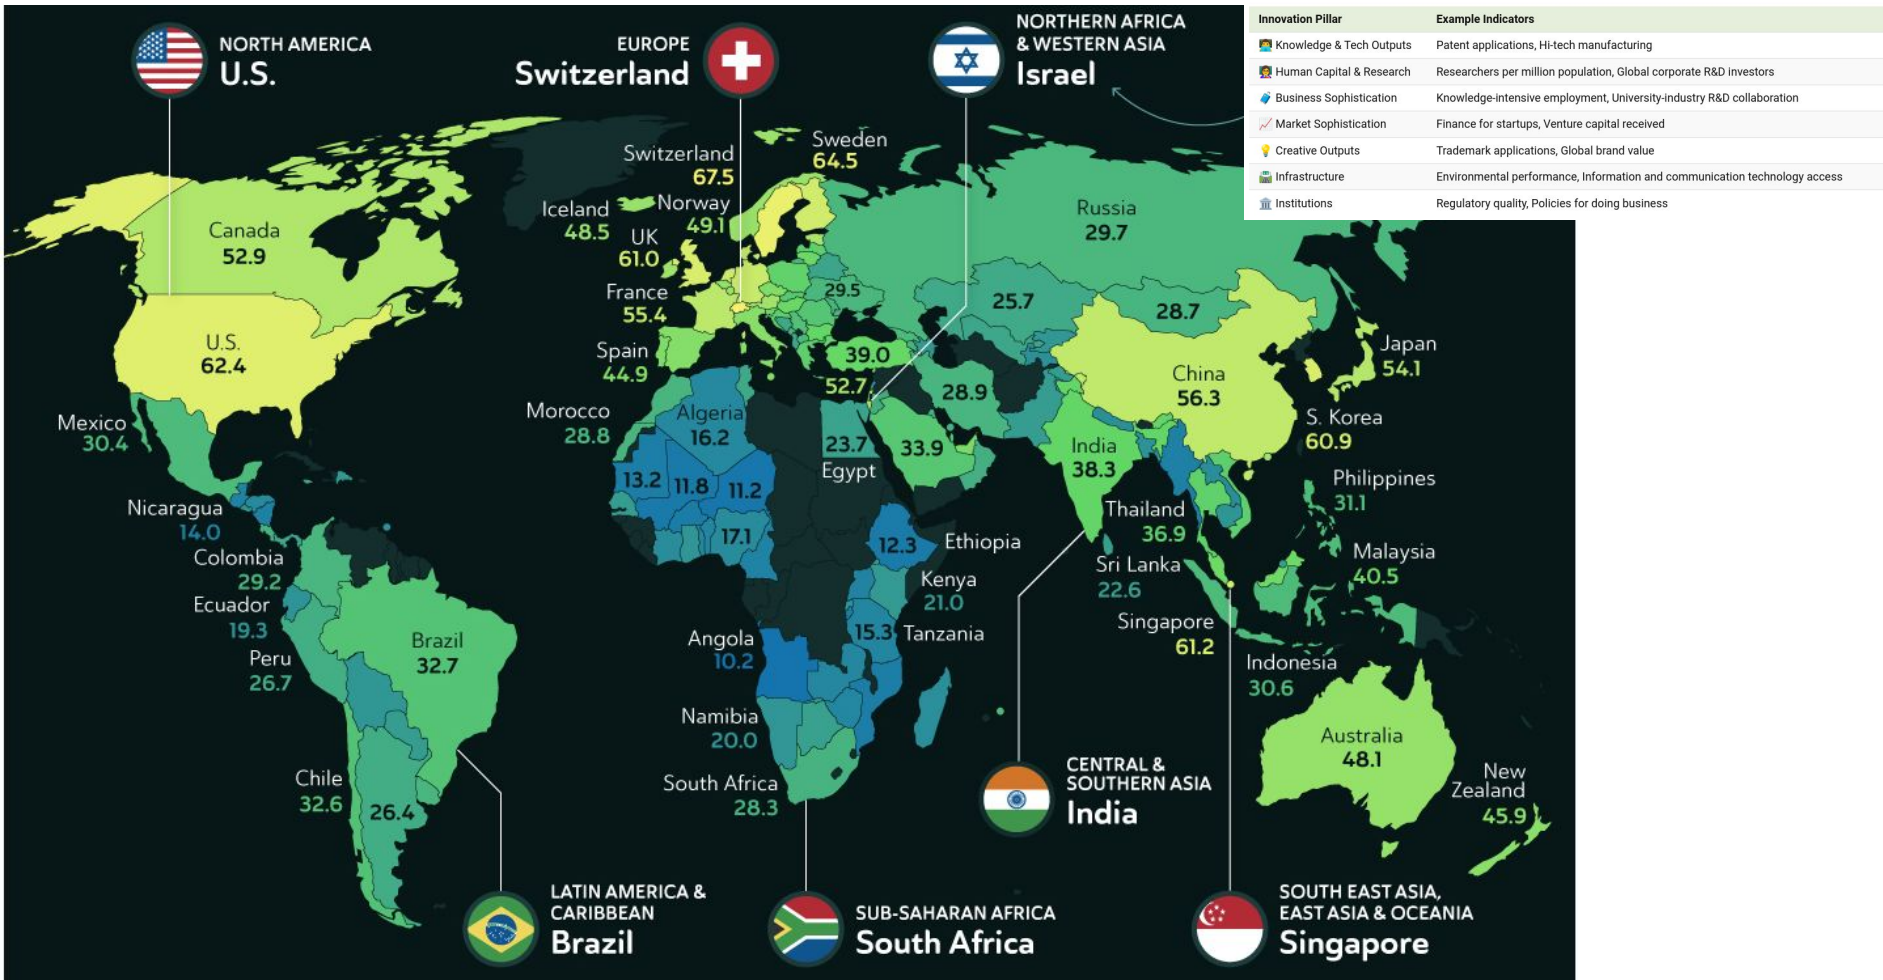 NORTH AMERICA
U.S.
EUROPE
Switzerland
NORTHERN AFRICA
& WESTERN ASIA
Israel
Innovation Pillar Example Indicators
Knowledge & Tech Outputs Patent applications, Hi-tech manufacturing
Human Capital & Research Researchers per million population, Global corporate R&D investors
Business Sophistication Knowledge-intensive employment, University-industry R&D collaboration
Market Sophistication Finance for startups, Venture capital received
Creative Outputs Trademark applications, Global brand value
Infrastructure Environmental performance, Information and communication technology access
Institutions Regulatory quality, Policies for doing business
Canada
52.9
U.S.
62.4
Mexico
30.4
Nicaragua
14.0
Colombia
29.2
Ecuador
19.3
Peru
26.7
Brazil
32.7
Chile
32.6
26.4
LATIN AMERICA &
CARIBBEAN
Brazil
Switzerland
67.5
Sweden
64.5
Iceland
48.5
Norway
49.1
UK
61.0
France
55.4
Spain
44.9
29.5
39.0
52.7
Morocco
28.8
Algeria
16.2
13.2
11.8
11.2
17.1
23.7
Egypt
33.9
28.9
12.3
Ethiopia
Kenya
21.0
15.3
Tanzania
Angola
10.2
Namibia
20.0
South Africa
28.3
SUB-SAHARAN AFRICA
South Africa
Russia
29.7
25.7
28.7
China
56.3
Japan
54.1
S. Korea
60.9
India
38.3
Thailand
36.9
Sri Lanka
22.6
Philippines
31.1
Malaysia
40.5
Singapore
61.2
Indonesia
30.6
Australia
48.1
New
Zealand
45.9
CENTRAL &
SOUTHERN ASIA
India
SOUTH EAST ASIA,
EAST ASIA & OCEANIA
Singapore